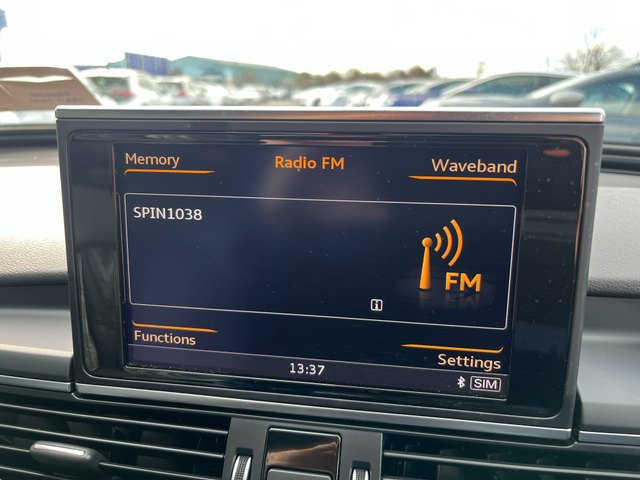 Memory
Radio FM
Waveband
SPIN1038
FM
i
Functions
Settings
13:37
SIM